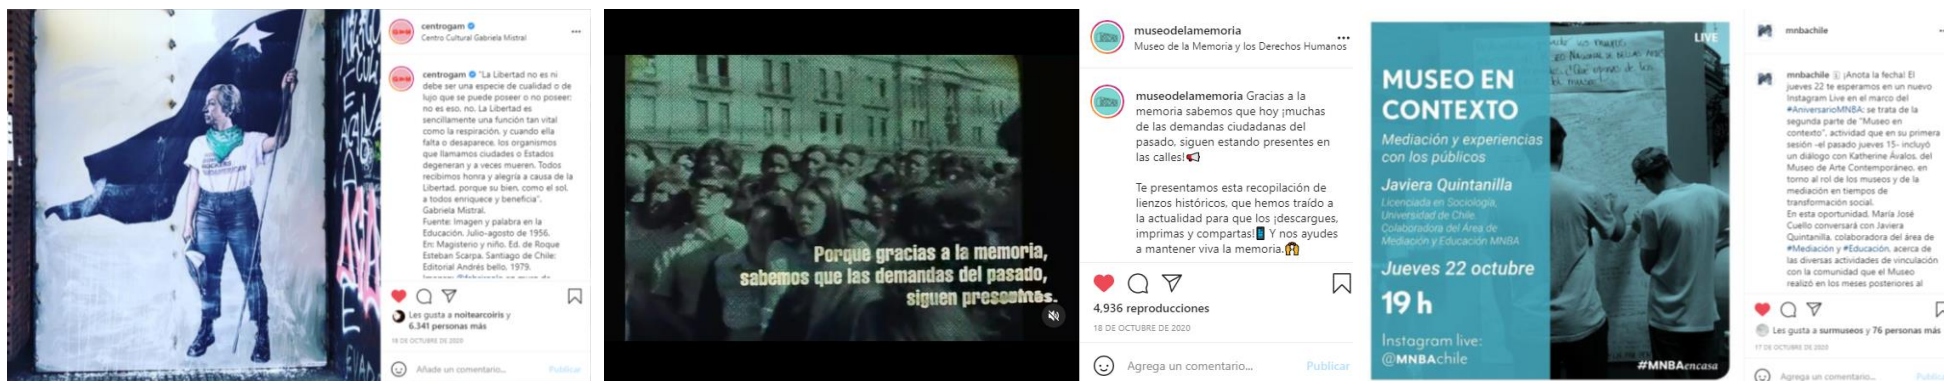 centrogam
Centro Cultural Gabriela Mistral
centrogam "La Libertad no es ni
debe ser una especie de cualidad o de
lujo que se puede poseer o no poseer:
no es eso, no. La Libertad es
sencillamente una función tan vital
como la respiración, y cuando ella
falta o desaparece, los organismos
que llamamos ciudades o Estados
degeneran y a veces mueren. Todos
recibimos honra y alegría a causa de la
Libertad, porque su bien, como el sol,
a todos enriquece y beneficia".
Gabriela Mistral.
Fuente: Imagen y palabra en la
Educación. Julio-agosto de 1956.
En: Magisterio y niño. Ed. de Roque
Esteban Scarpa. Santiago de Chile:
Editorial Andrés bello, 1979.
Les gusta a noitearcoiris y
6.341 personas más
18 DE OCTUBRE DE 2020
Añade un comentario...
Publicar
Porque gracias a la memoria,
sabemos que las demandas del pasado,
siguen presentes.
museodelamemoria
Museo de la Memoria y los Derechos Humanos
museodelamemoria Gracias a la
memoria sabemos que hoy ¡muchas
de las demandas ciudadanas del
pasado, siguen estando presentes en
las calles!
Te presentamos esta recopilación de
lienzos históricos, que hemos traído a
la actualidad para que los ¡descargues,
imprimas y compartas! Y nos ayudes
a mantener viva la memoria.
4,936 reproducciones
18 DE OCTUBRE DE 2020
Agrega un comentario...
Publicar
LIVE
MUSEO EN
CONTEXTO
Mediación y experiencias
con los públicos
Javiera Quintanilla
Licenciada en Sociología,
Universidad de Chile.
Colaboradora del Área de
Mediación y Educación MNBA
Jueves 22 octubre
19 h
Instagram live:
@MNBAchile
#MNBAencasa
mnbachile
mnbachile ¡Anota la fecha! El
jueves 22 te esperamos en un nuevo
Instagram Live en el marco del
#AniversarioMNBA: se trata de la
segunda parte de "Museo en
contexto", actividad que en su primera
sesión -el pasado jueves 15- incluyó
un diálogo con Katherine Ávalos, del
Museo de Arte Contemporáneo, en
torno al rol de los museos y de la
mediación en tiempos de
transformación social.
En esta oportunidad, María José
Cuello conversará con Javiera
Quintanilla, colaboradora del área de
#Mediación y #Educación, acerca de
las diversas actividades de vinculación
con la comunidad que el Museo
realizó en los meses posteriores al
Les gusta a surmuseos y 76 personas más
17 DE OCTUBRE DE 2020
Agrega un comentario...